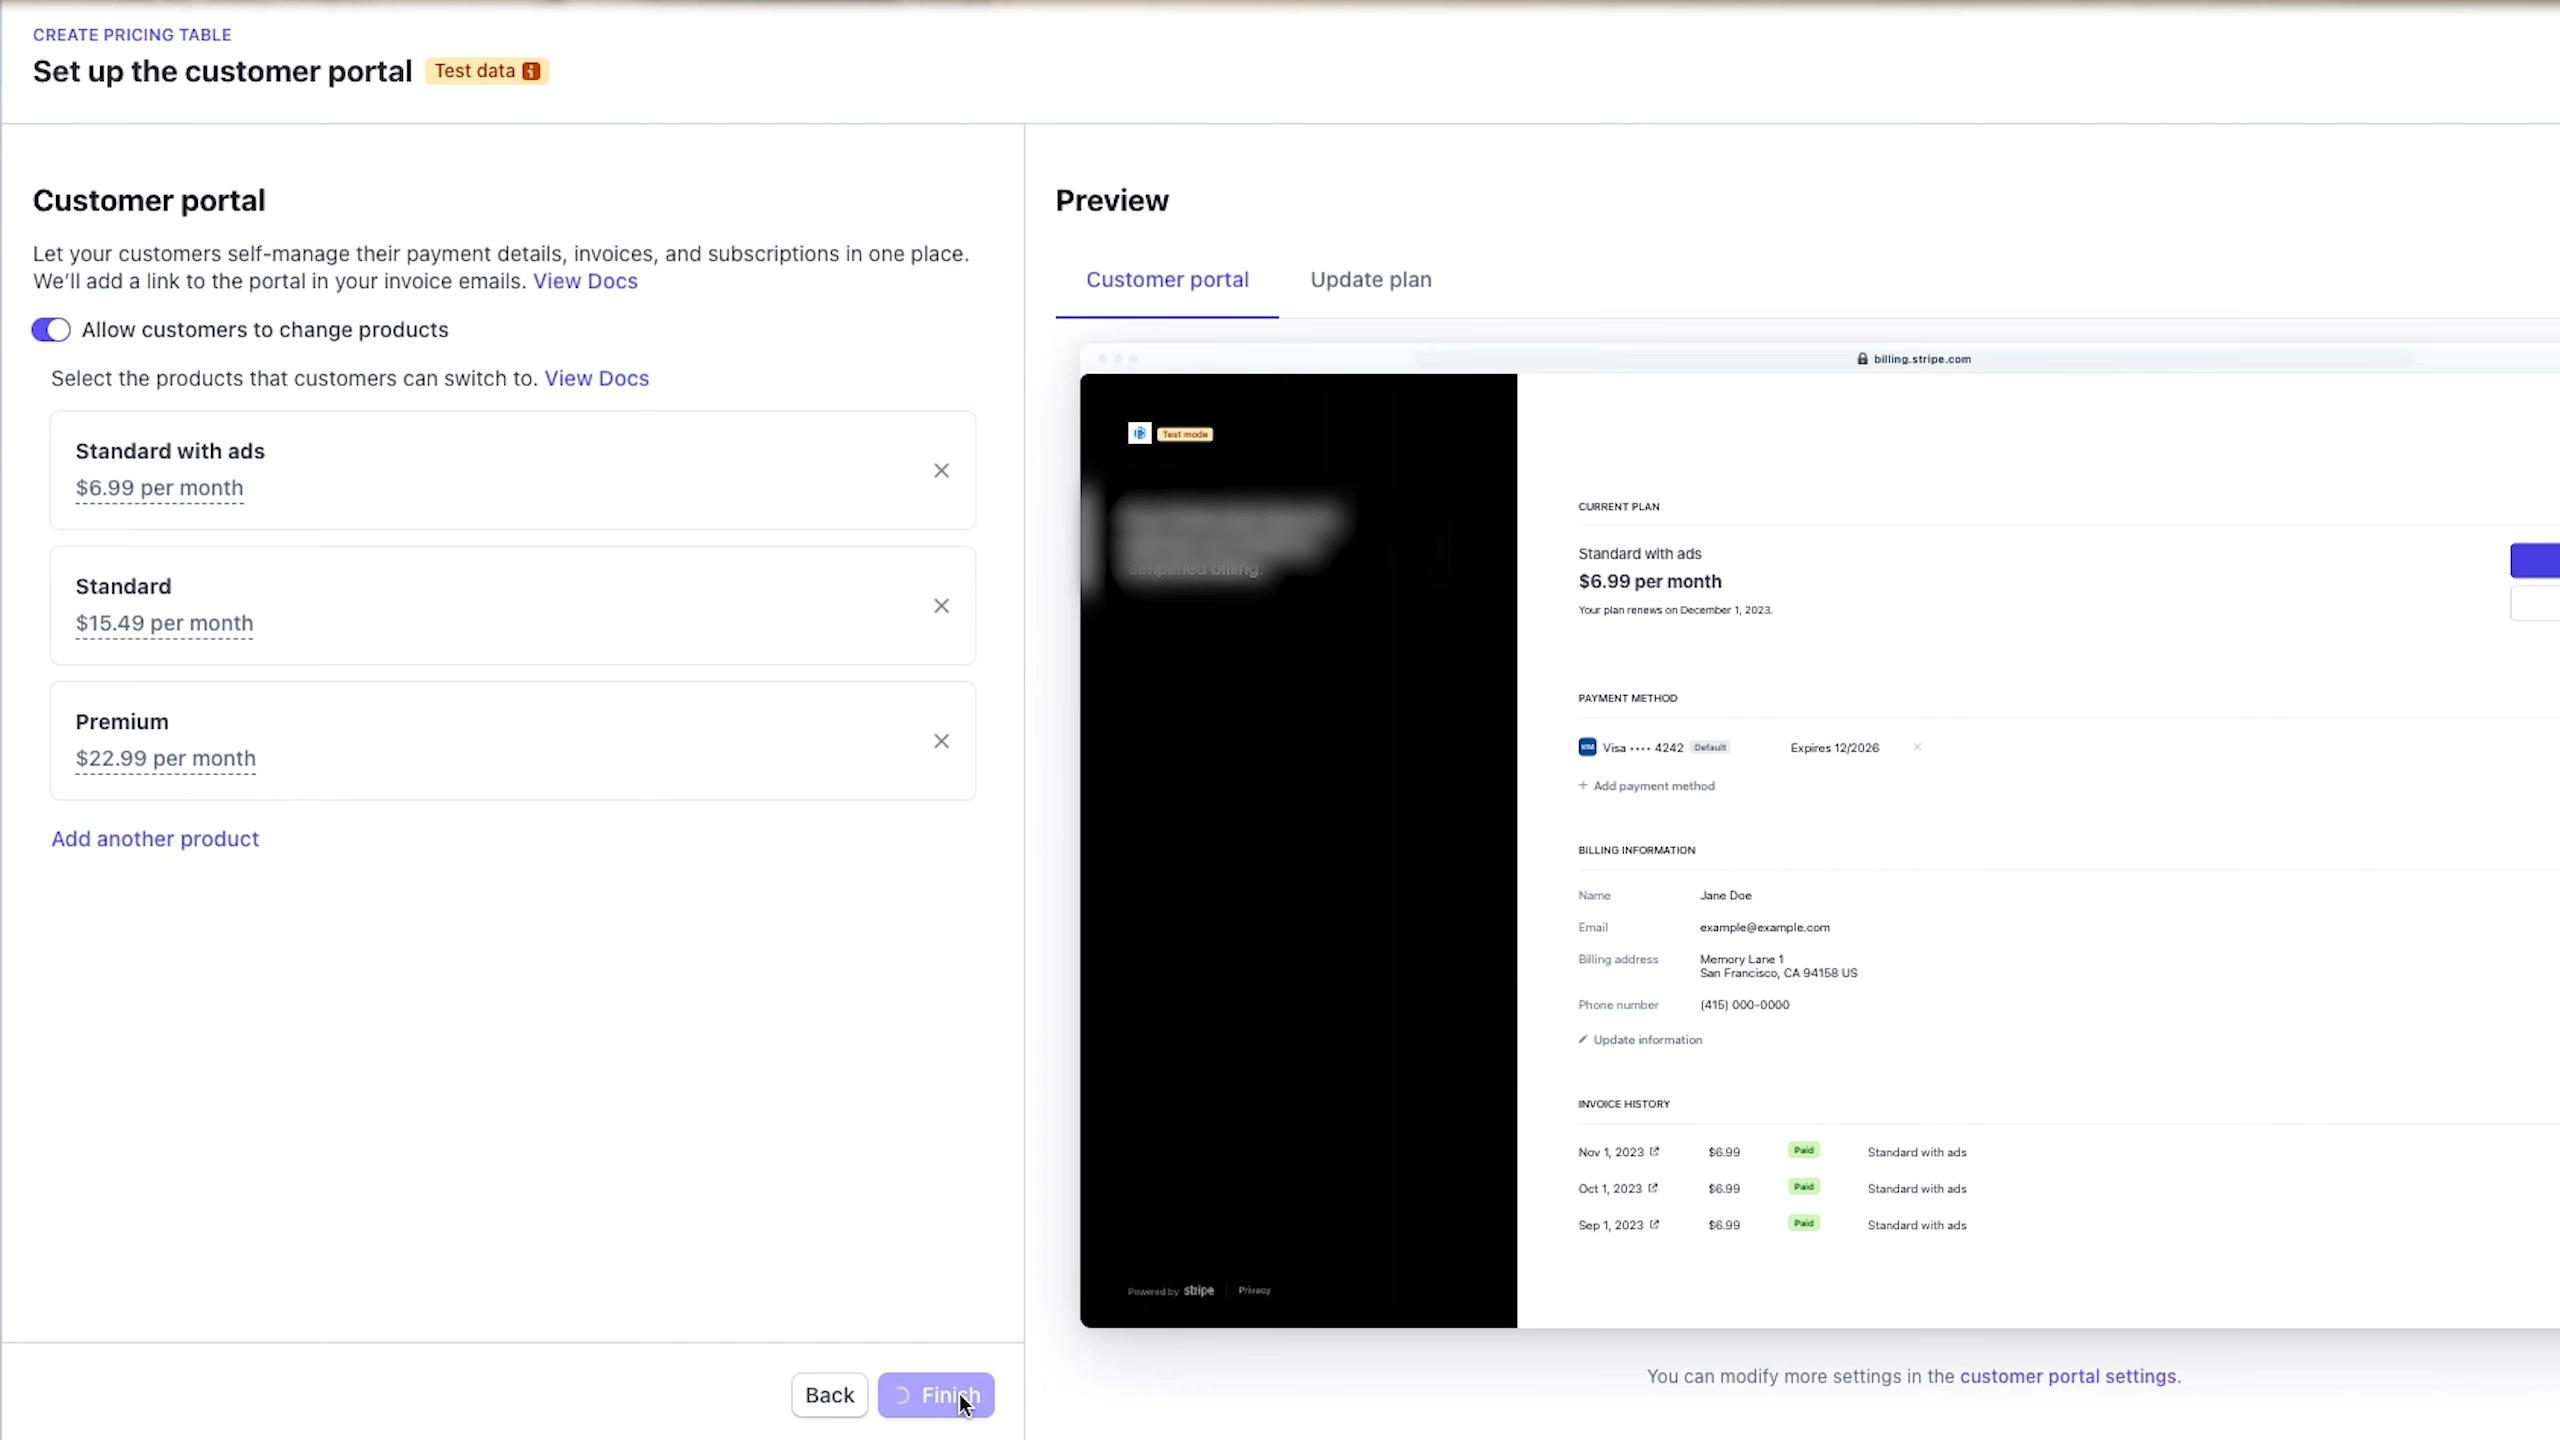 CREATE PRICING TABLE
Set up the customer portal
Test data
Customer portal
Let your customers self-manage their payment details, invoices, and subscriptions in one place.
We'll add a link to the portal in your invoice emails. View Docs
Allow customers to change products
Select the products that customers can switch to. View Docs
Standard with ads
$6.99 per month
Standard
$15.49 per month
Premium
$22.99 per month
Add another product
Back
Finish
Preview
Customer portal
Update plan
billing.stripe.com
Test mode
simplified billing.
Powered by stripe
Privacy
CURRENT PLAN
Standard with ads
$6.99 per month
Your plan renews on December 1, 2023.
PAYMENT METHOD
VISA Visa •••• 4242 Default Expires 12/2026
+ Add payment method
BILLING INFORMATION
Name Jane Doe
Email example@example.com
Billing address Memory Lane 1
San Francisco, CA 94158 US
Phone number (415) 000-0000
Update information
INVOICE HISTORY
Nov 1, 2023 $6.99 Paid Standard with ads
Oct 1, 2023 $6.99 Paid Standard with ads
Sep 1, 2023 $6.99 Paid Standard with ads
You can modify more settings in the customer portal settings.